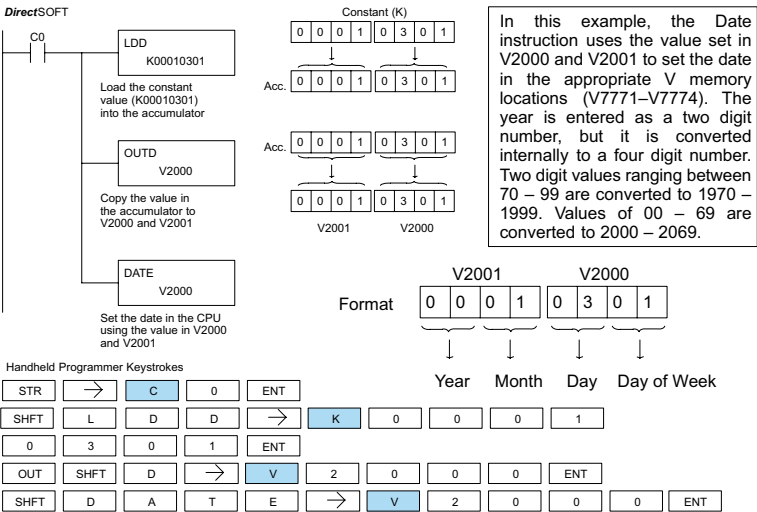 DirectSOFT
C0
LDD
K00010301
Load the constant
value (K00010301)
into the accumulator
OUTD
V2000
Copy the value in
the accumulator to
V2000 and V2001
DATE
V2000
Set the date in the CPU
using the value in V2000
and V2001
Constant (K)
0 0 0 1 0 3 0 1
Acc. 0 0 0 1 0 3 0 1
Acc. 0 0 0 1 0 3 0 1
0 0 0 1 0 3 0 1
V2001 V2000
In this example, the Date
instruction uses the value set in
V2000 and V2001 to set the date
in the appropriate V memory
locations (V7771–V7774). The
year is entered as a two digit
number, but it is converted
internally to a four digit number.
Two digit values ranging between
70 – 99 are converted to 1970 –
1999. Values of 00 – 69 are
converted to 2000 – 2069.
V2001 V2000
Format 0 0 0 1 0 3 0 1
Year Month Day Day of Week
Handheld Programmer Keystrokes
STR → C 0 ENT
SHFT L D D → K 0 0 0 1
0 3 0 1 ENT
OUT SHFT D → V 2 0 0 0 ENT
SHFT D A T E → V 2 0 0 0 ENT